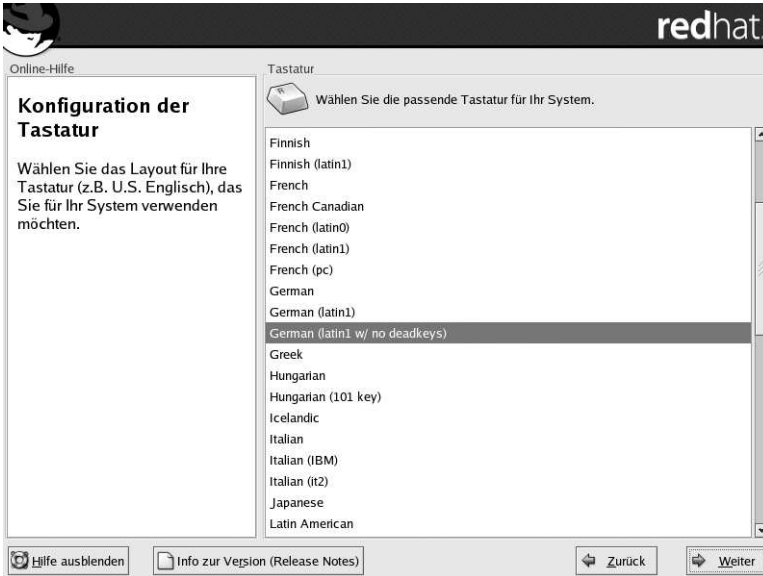 redhat.
Online-Hilfe
Konfiguration der
Tastatur
Wählen Sie das Layout für Ihre
Tastatur (z.B. U.S. Englisch), das
Sie für Ihr System verwenden
möchten.
Tastatur
Wählen Sie die passende Tastatur für Ihr System.
Finnish
Finnish (latin1)
French
French Canadian
French (latin0)
French (latin1)
French (pc)
German
German (latin1)
German (latin1 w/ no deadkeys)
Greek
Hungarian
Hungarian (101 key)
Icelandic
Italian
Italian (IBM)
Italian (it2)
Japanese
Latin American
Hilfe ausblenden
Info zur Version (Release Notes)
Zurück
Weiter